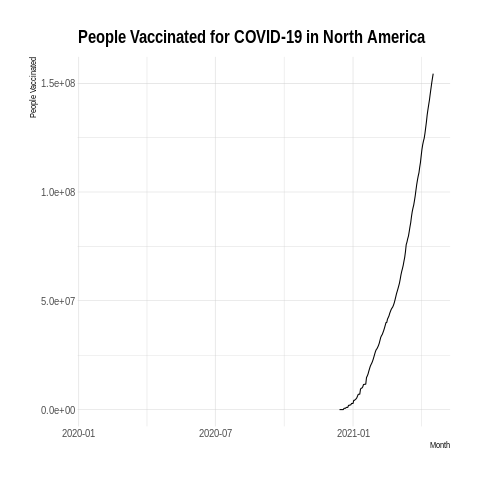 People Vaccinated for COVID-19 in North America
People Vaccinated
1.5e+08
1.0e+08
5.0e+07
0.0e+00
2020-01 2020-07 2021-01
Month